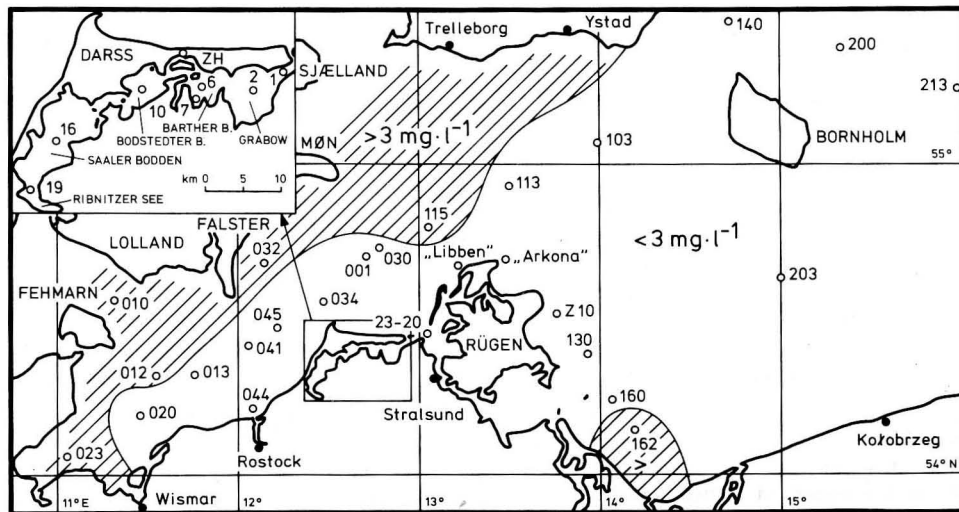 Trelleborg
Ystad
140
200
213
DARSS
ZH
SJÆLLAND
1
2
6
7
9
10
BARTHER B.
BODSTEDTER B.
GRABOW
16
SAALER BODDEN
km 0 5 10
19
RIBNITZER SEE
MØN
>3 mg·l⁻¹
103
BORNHOLM
55°
113
115
<3 mg·l⁻¹
FALSTER
LOLLAND
032
001
030
„Libben"
„Arkona"
203
FEHMARN
010
034
045
23-20
Z10
RÜGEN
041
130
012
013
020
044
Stralsund
160
162
>
Kołobrzeg
023
Rostock
54° N
11° E
Wismar
12°
13°
14°
15°